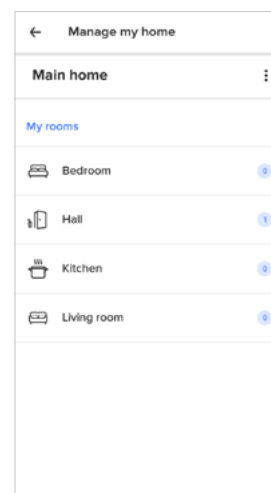 Manage my home
Main home
My rooms
Bedroom 0
Hall 1
Kitchen 0
Living room 0